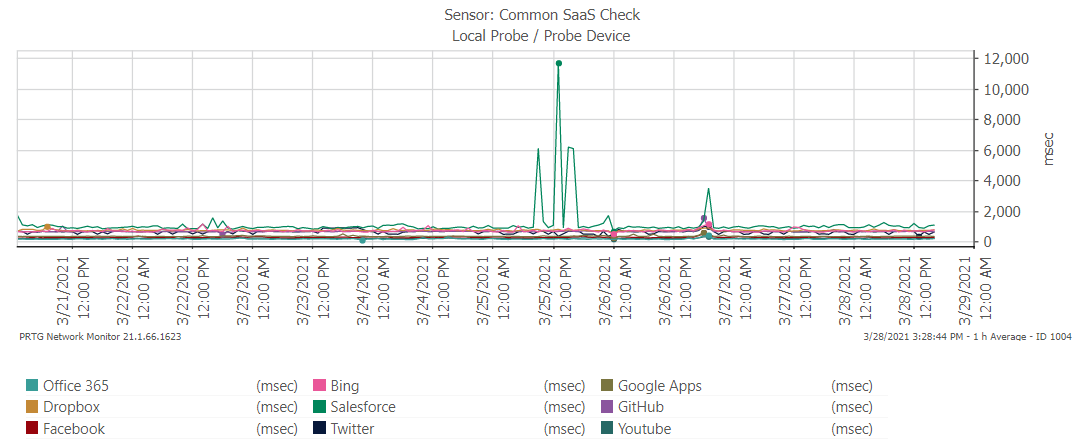 Sensor: Common SaaS Check
Local Probe / Probe Device
12,000
10,000
8,000
6,000
4,000
2,000
0
msec
3/21/2021 12:00 PM
3/22/2021 12:00 AM
3/22/2021 12:00 PM
3/23/2021 12:00 AM
3/23/2021 12:00 PM
3/24/2021 12:00 AM
3/24/2021 12:00 PM
3/25/2021 12:00 AM
3/25/2021 12:00 PM
3/26/2021 12:00 AM
3/26/2021 12:00 PM
3/27/2021 12:00 AM
3/27/2021 12:00 PM
3/28/2021 12:00 AM
3/28/2021 12:00 PM
3/29/2021 12:00 AM
PRTG Network Monitor 21.1.66.1623
3/28/2021 3:28:44 PM - 1 h Average - ID 1004
Office 365 (msec) Bing (msec) Google Apps (msec)
Dropbox (msec) Salesforce (msec) GitHub (msec)
Facebook (msec) Twitter (msec) Youtube (msec)